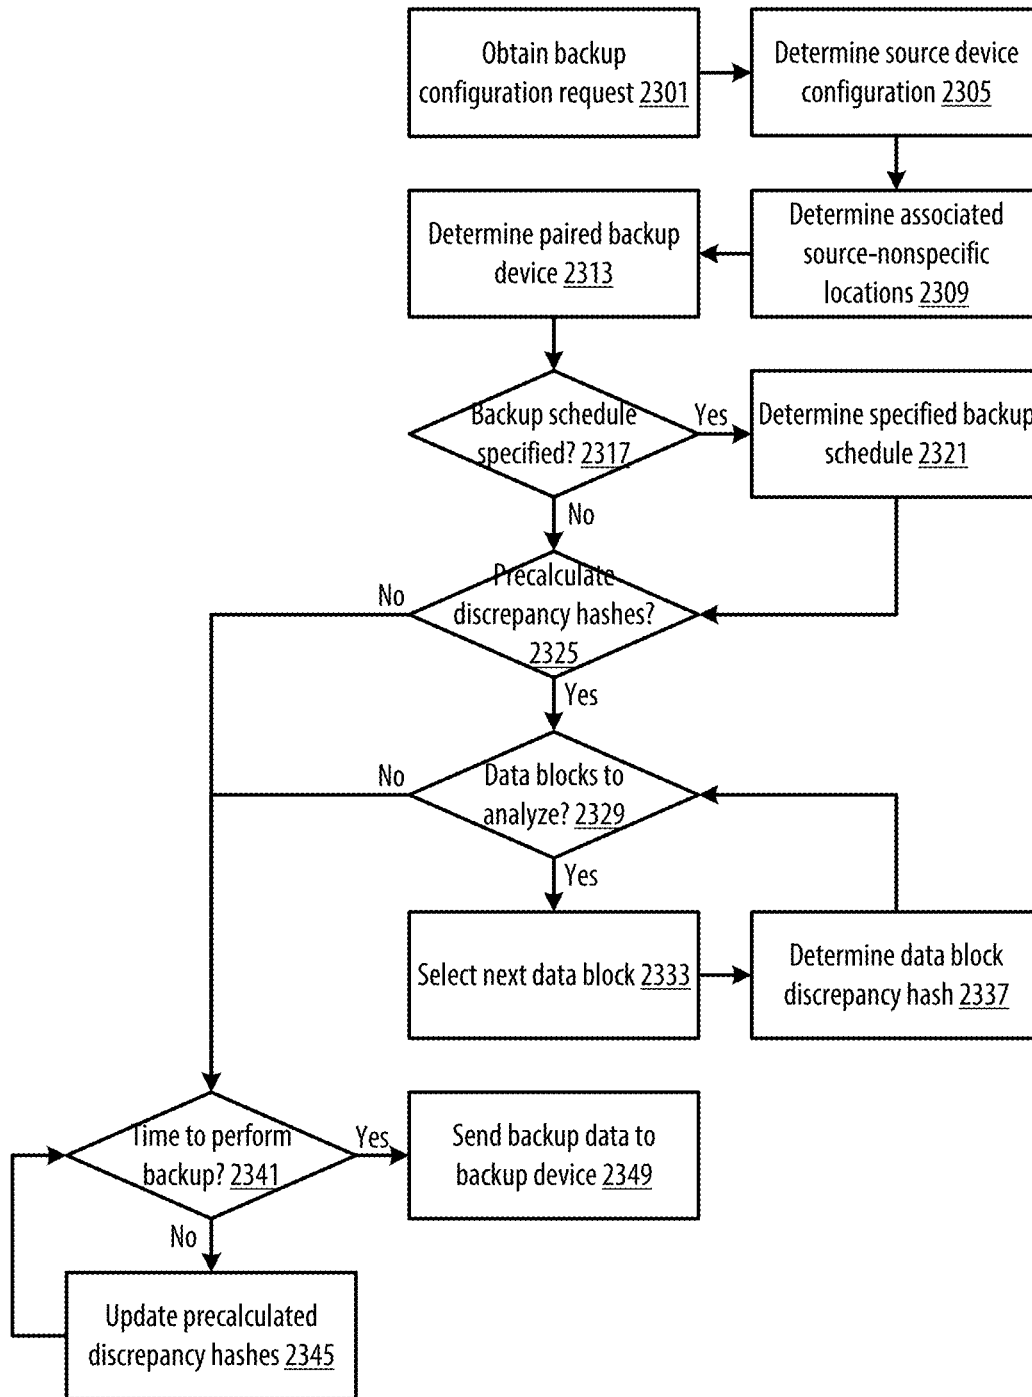 Obtain backup
configuration request 2301
Determine source device
configuration 2305
Determine paired backup
device 2313
Determine associated
source-nonspecific
locations 2309
Backup schedule
specified? 2317
Yes
Determine specified backup
schedule 2321
No
Precalculate
discrepancy hashes?
2325
No
Yes
Data blocks to
analyze? 2329
No
Yes
Select next data block 2333
Determine data block
discrepancy hash 2337
Time to perform
backup? 2341
Yes
Send backup data to
backup device 2349
No
Update precalculated
discrepancy hashes 2345